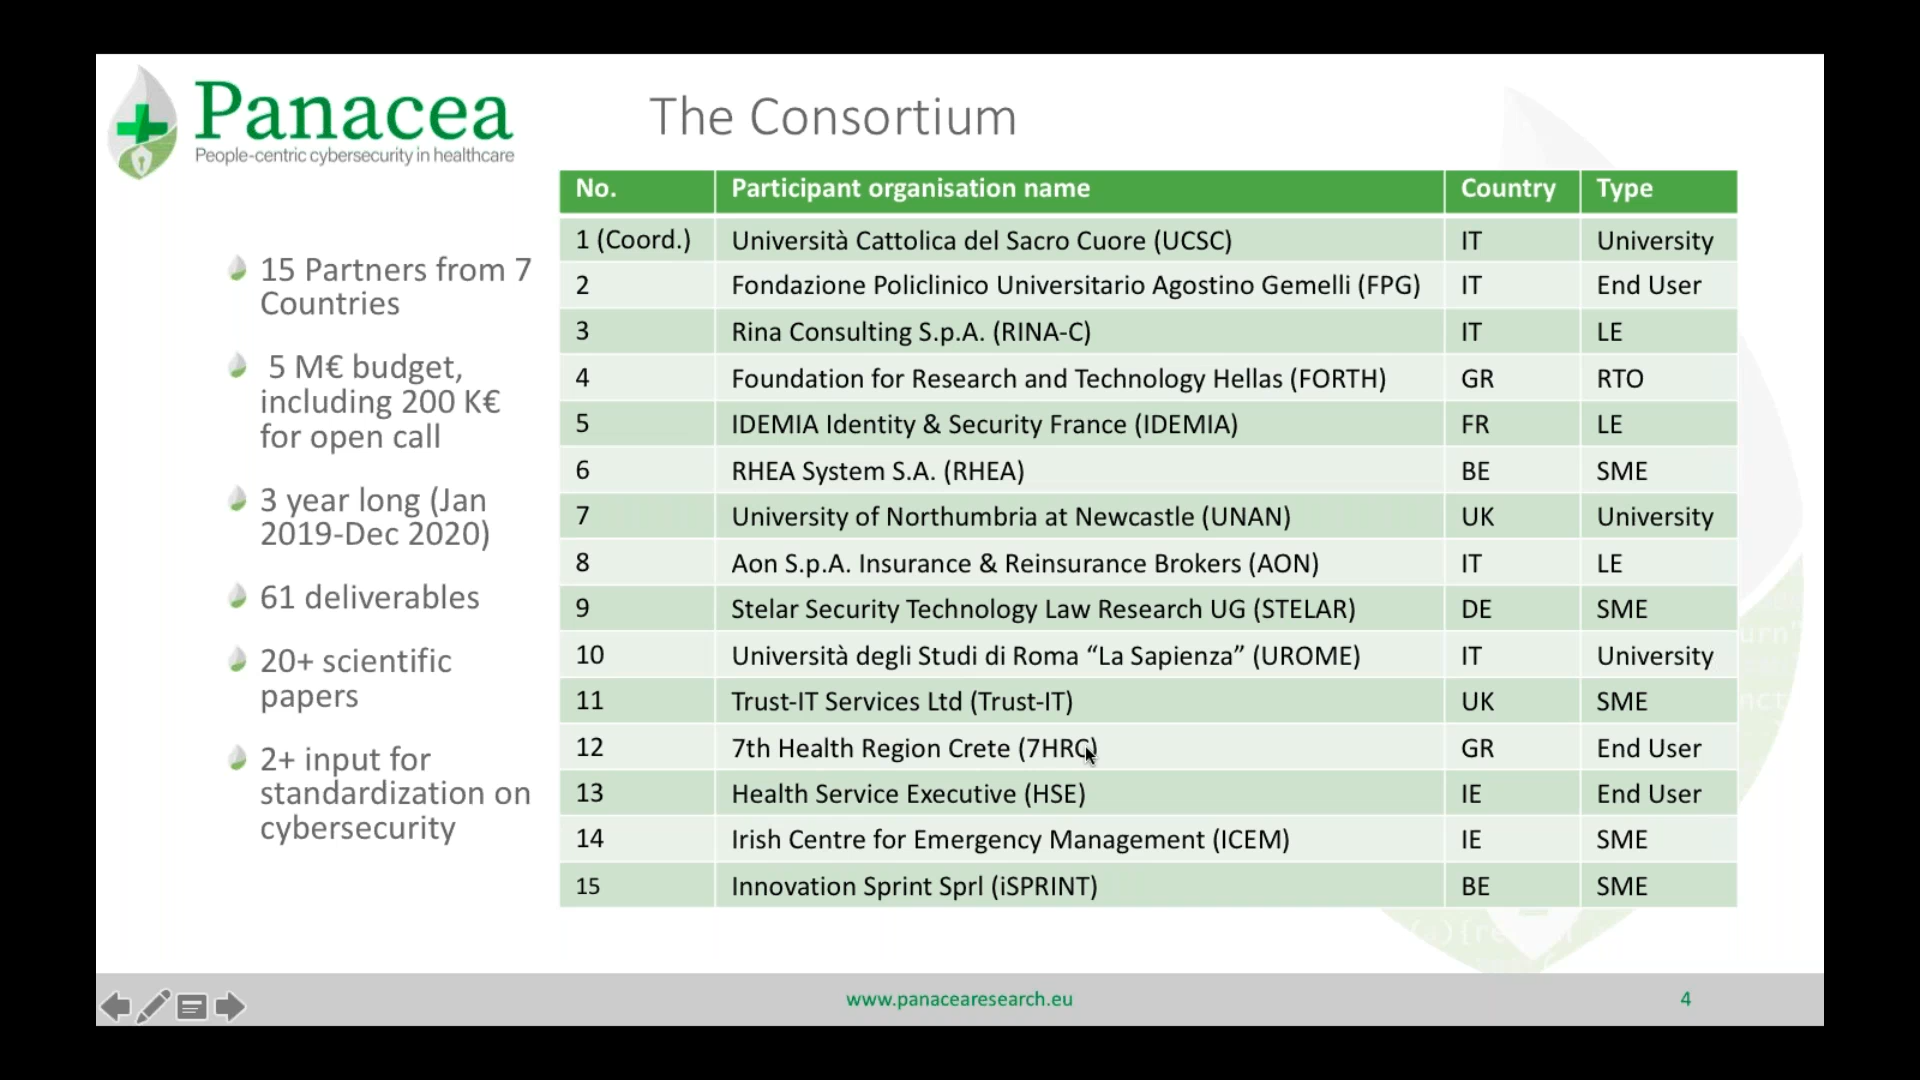 Panacea
People-centric cybersecurity in healthcare
The Consortium
15 Partners from 7
Countries
5 M€ budget,
including 200 K€
for open call
3 year long (Jan
2019-Dec 2020)
61 deliverables
20+ scientific
papers
2+ input for
standardization on
cybersecurity
No. Participant organisation name Country Type
1 (Coord.) Università Cattolica del Sacro Cuore (UCSC) IT University
2 Fondazione Policlinico Universitario Agostino Gemelli (FPG) IT End User
3 Rina Consulting S.p.A. (RINA-C) IT LE
4 Foundation for Research and Technology Hellas (FORTH) GR RTO
5 IDEMIA Identity & Security France (IDEMIA) FR LE
6 RHEA System S.A. (RHEA) BE SME
7 University of Northumbria at Newcastle (UNAN) UK University
8 Aon S.p.A. Insurance & Reinsurance Brokers (AON) IT LE
9 Stelar Security Technology Law Research UG (STELAR) DE SME
10 Università degli Studi di Roma “La Sapienza” (UROME) IT University
11 Trust-IT Services Ltd (Trust-IT) UK SME
12 7th Health Region Crete (7HRC) GR End User
13 Health Service Executive (HSE) IE End User
14 Irish Centre for Emergency Management (ICEM) IE SME
15 Innovation Sprint Sprl (iSPRINT) BE SME
www.panacearesearch.eu 4